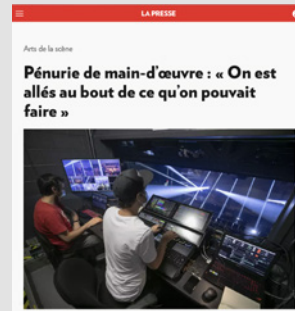 LA PRESSE
Arts de la scène
Pénurie de main-d'œuvre : « On est
allés au bout de ce qu'on pouvait
faire »